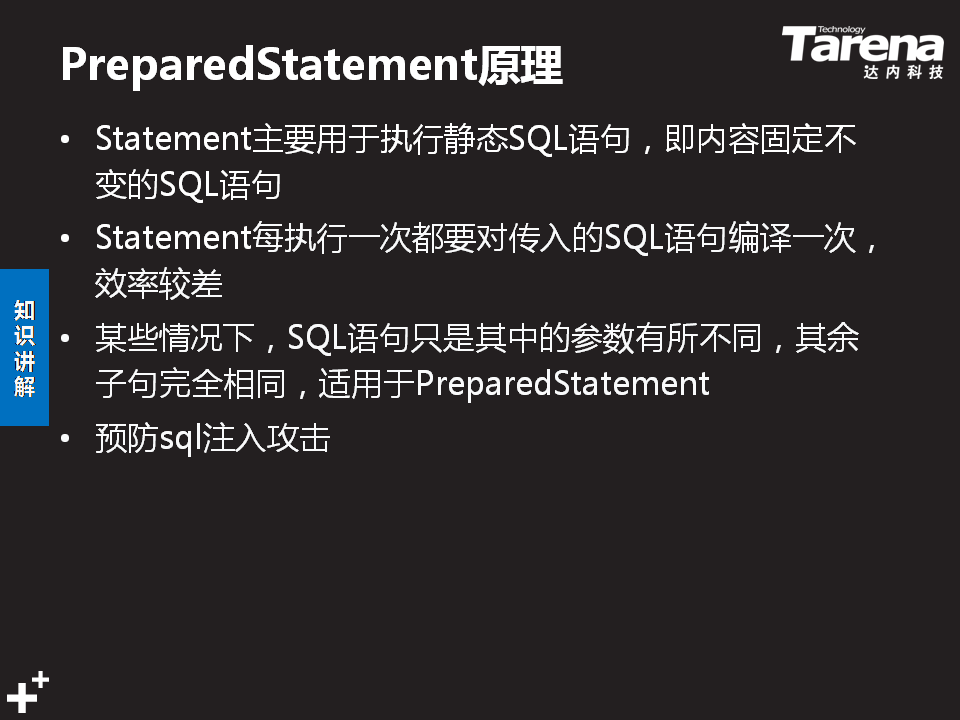 PreparedStatement原理
Technology
Tarena
达内科技
• Statement主要用于执行静态SQL语句，即内容固定不
变的SQL语句
• Statement每执行一次都要对传入的SQL语句编译一次，
效率较差
• 某些情况下，SQL语句只是其中的参数有所不同，其余
子句完全相同，适用于PreparedStatement
• 预防sql注入攻击
知
识
讲
解